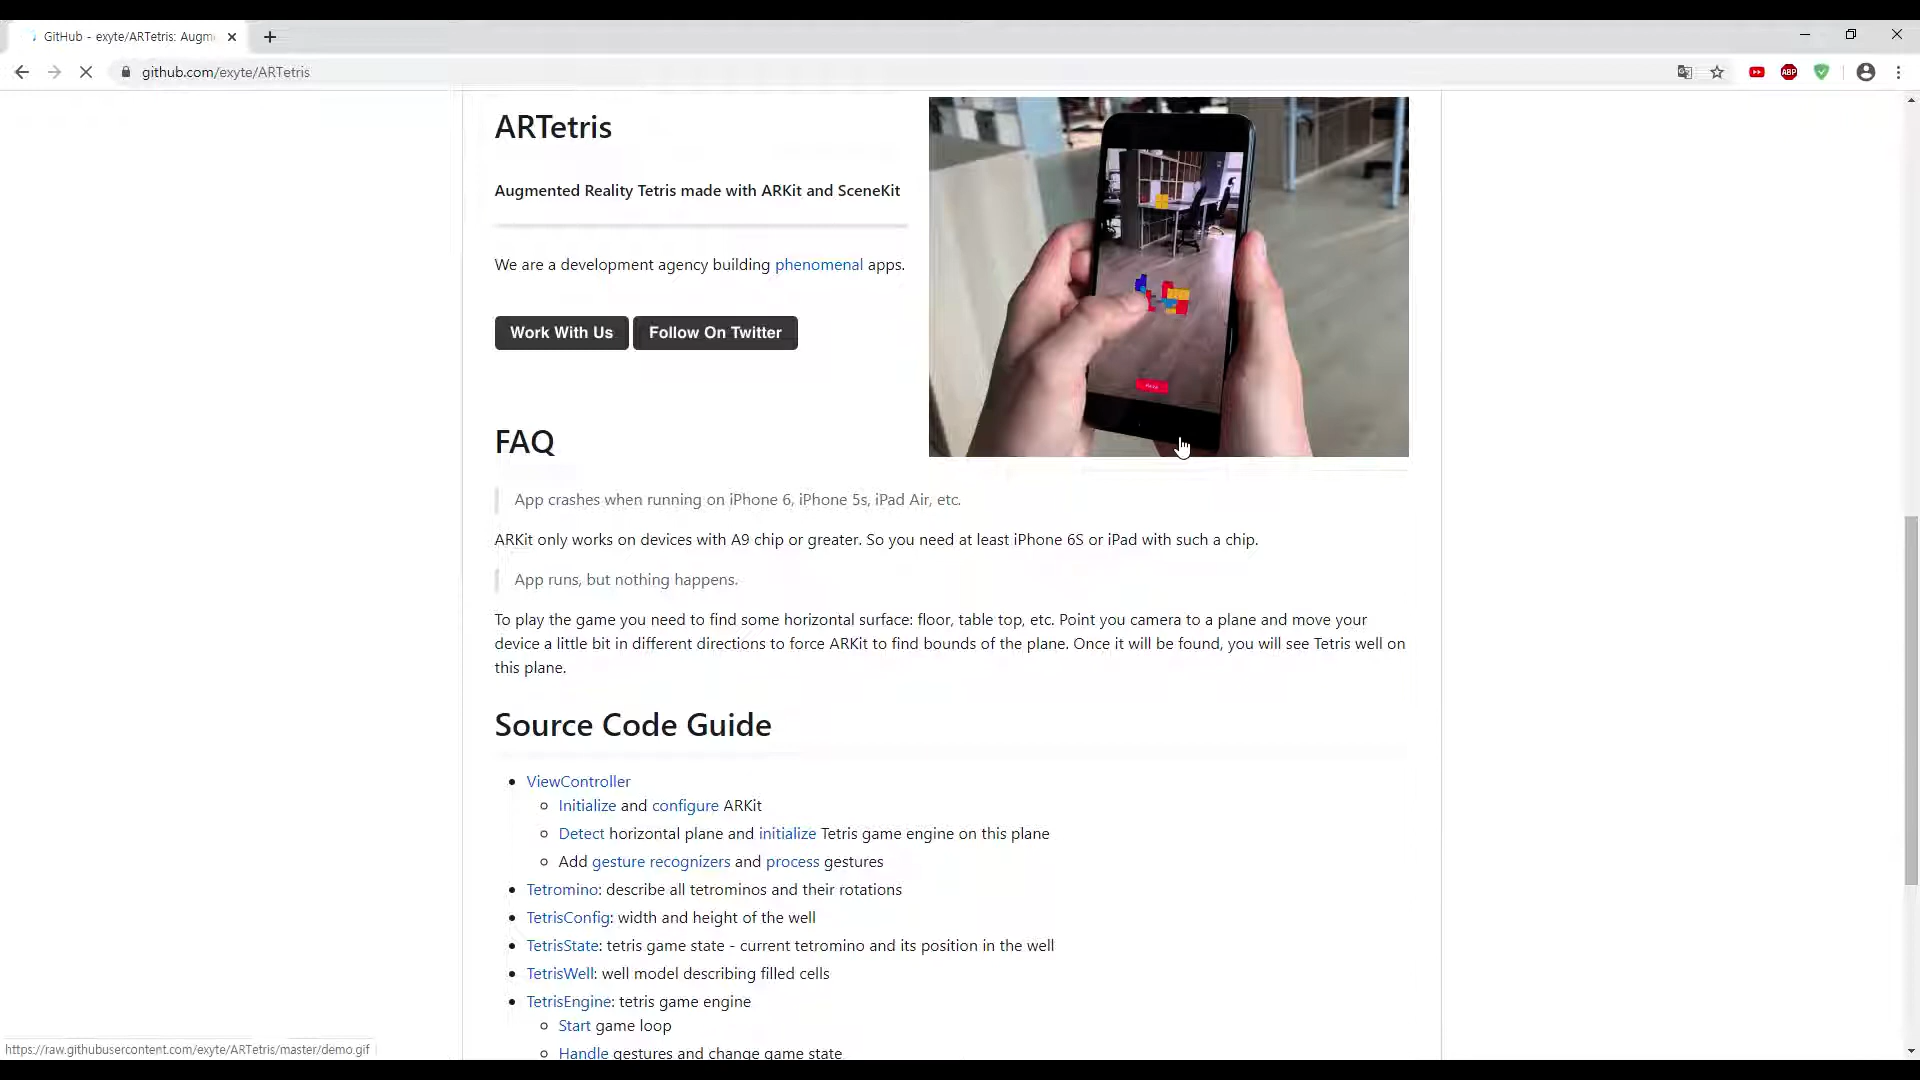 GitHub - exyte/ARTetris: Augm
github.com/exyte/ARTetris
ABP
ARTetris
Augmented Reality Tetris made with ARKit and SceneKit
We are a development agency building phenomenal apps.
Work With Us
Follow On Twitter
FAQ
App crashes when running on iPhone 6, iPhone 5s, iPad Air, etc.
ARKit only works on devices with A9 chip or greater. So you need at least iPhone 6S or iPad with such a chip.
App runs, but nothing happens.
To play the game you need to find some horizontal surface: floor, table top, etc. Point you camera to a plane and move your
device a little bit in different directions to force ARKit to find bounds of the plane. Once it will be found, you will see Tetris well on
this plane.
Source Code Guide
ViewController
Initialize and configure ARKit
Detect horizontal plane and initialize Tetris game engine on this plane
Add gesture recognizers and process gestures
Tetromino: describe all tetrominos and their rotations
TetrisConfig: width and height of the well
TetrisState: tetris game state - current tetromino and its position in the well
TetrisWell: well model describing filled cells
TetrisEngine: tetris game engine
Start game loop
Handle gestures and change game state
https://raw.githubusercontent.com/exyte/ARTetris/master/demo.gif